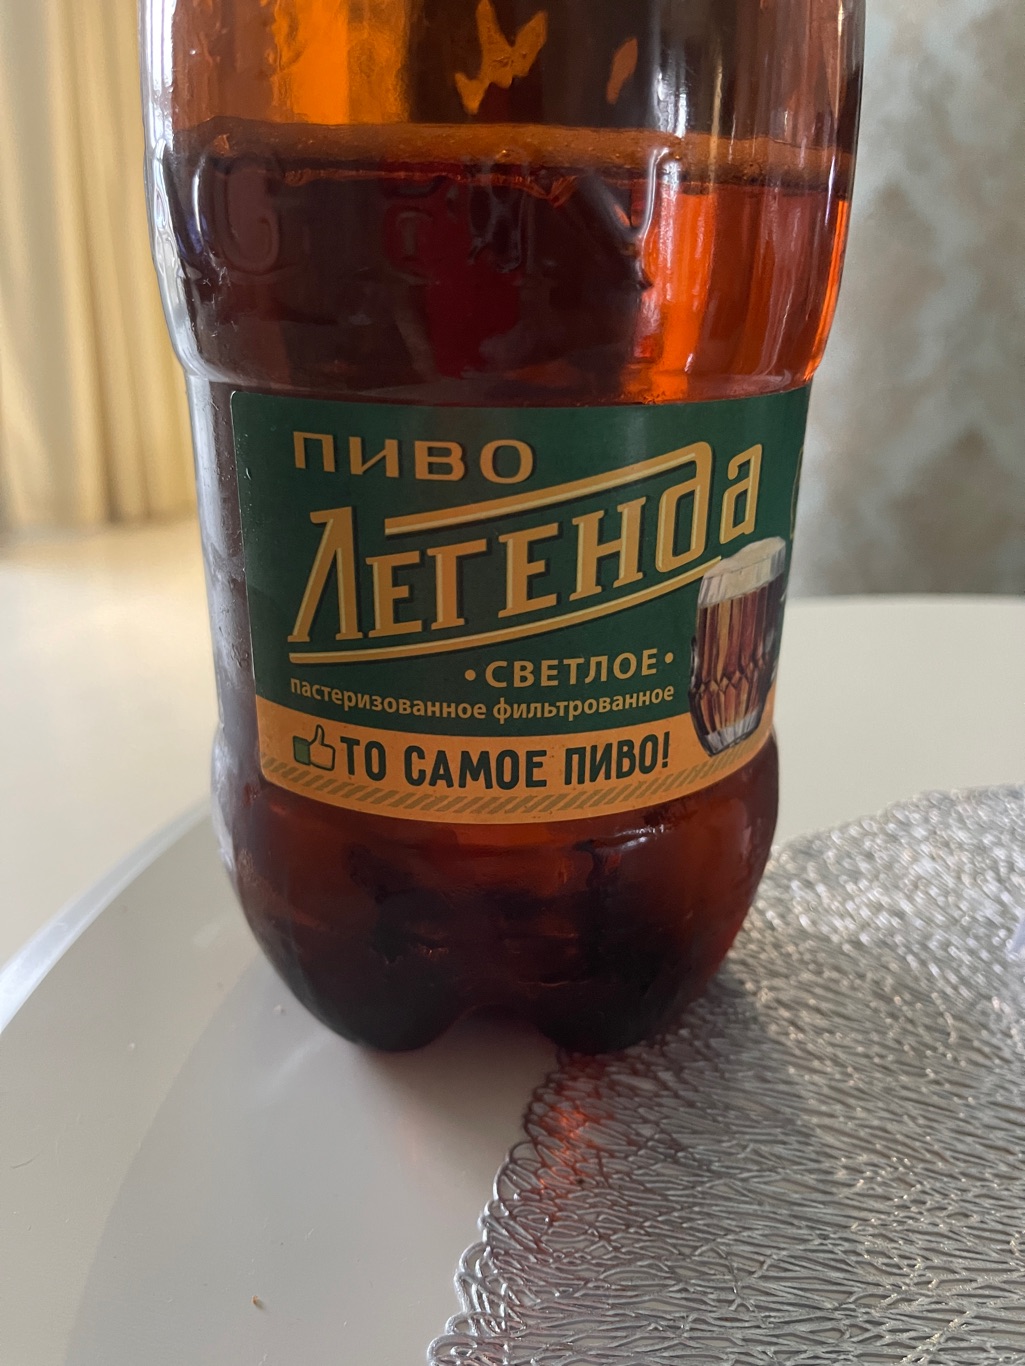 ПИВО
ЛЕГЕНДА
•СВЕТЛОЕ•
пастеризованное фильтрованное
ТО САМОЕ ПИВО!